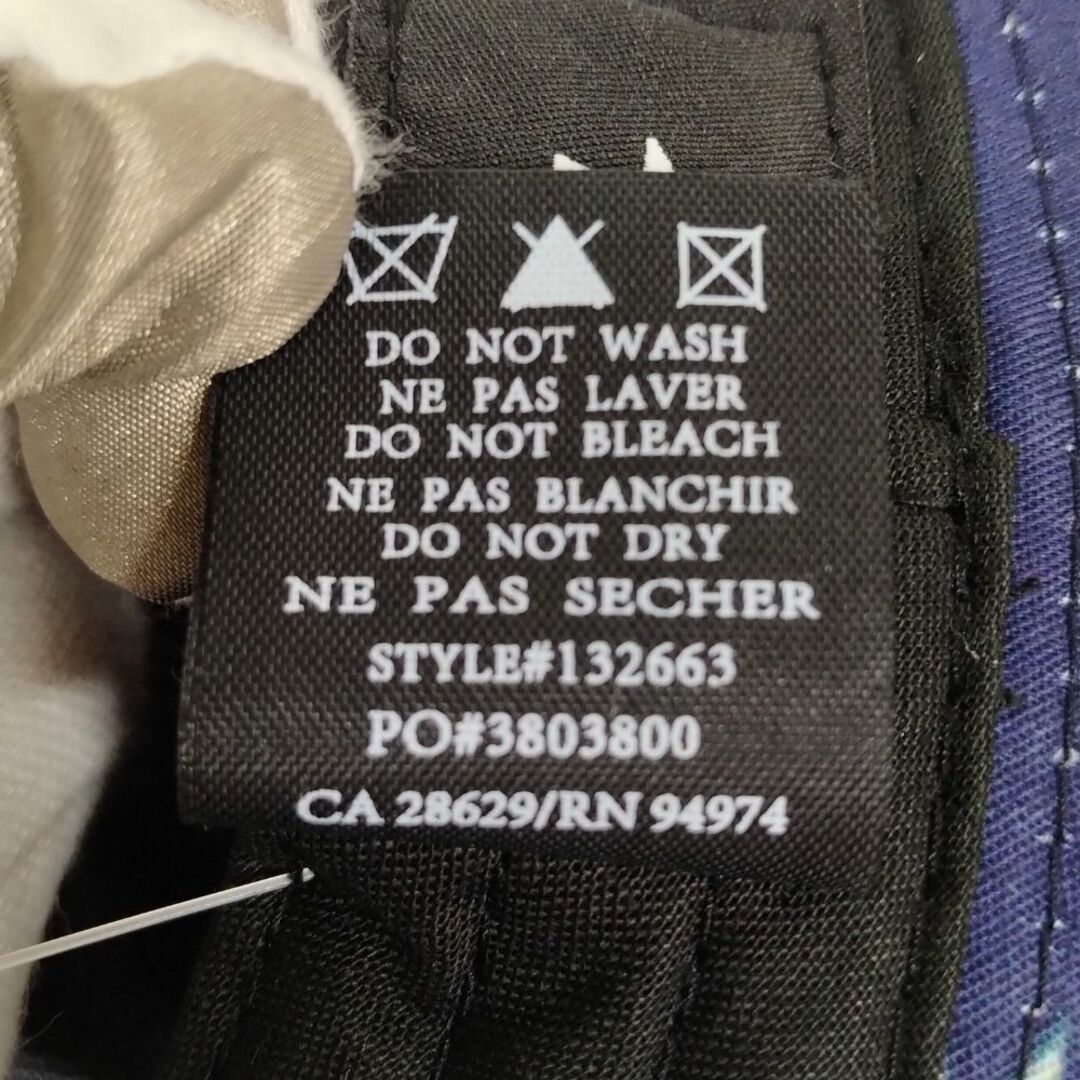 DO NOT WASH
NE PAS LAVER
DO NOT BLEACH
NE PAS BLANCHIR
DO NOT DRY
NE PAS SECHER
STYLE#132663
PO#3803800
CA 28629/RN 94974